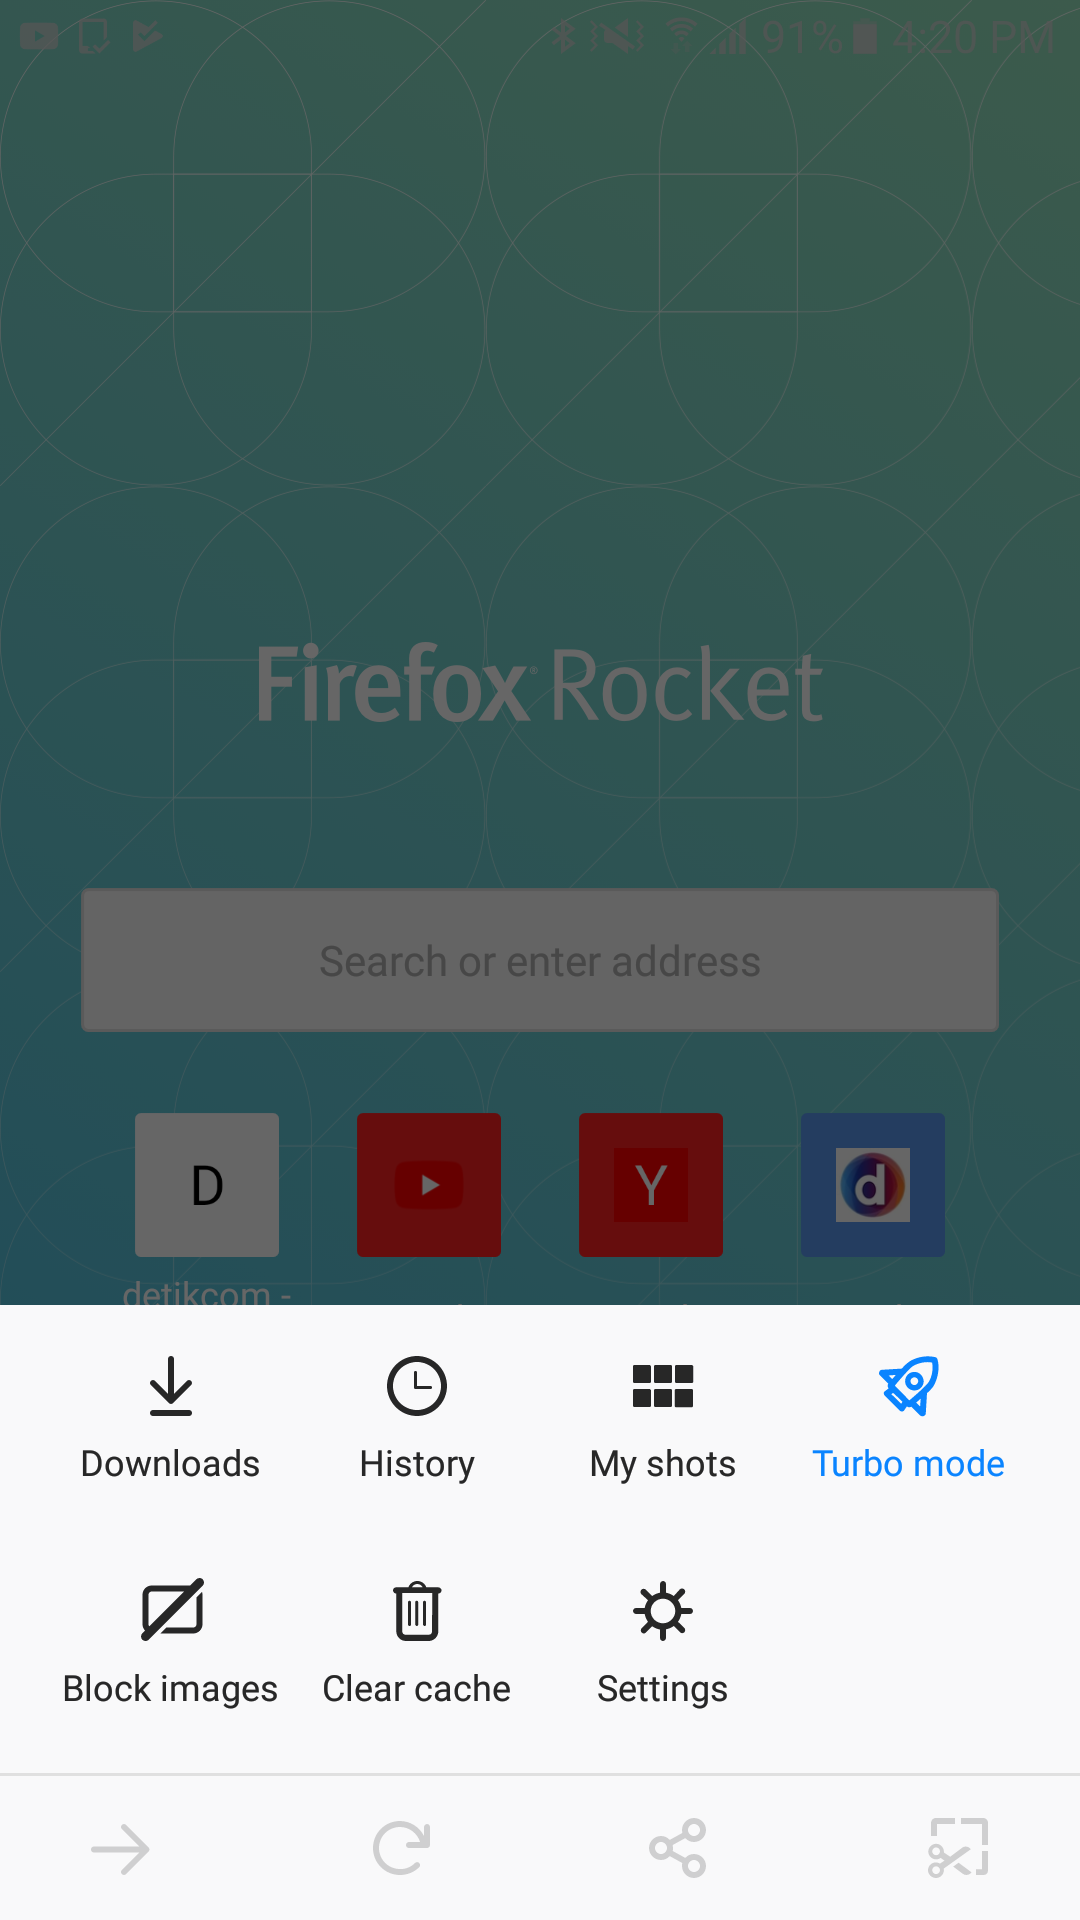 91% 4:20 PM
Firefox® Rocket
Search or enter address
D
Y
d
detikcom -
Downloads
History
My shots
Turbo mode
Block images
Clear cache
Settings